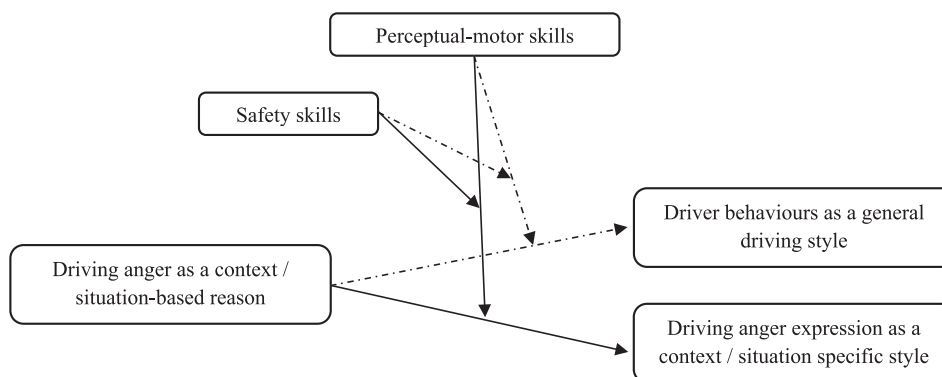 Perceptual-motor skills
Safety skills
Driver behaviours as a general
driving style
Driving anger as a context /
situation-based reason
Driving anger expression as a
context / situation specific style